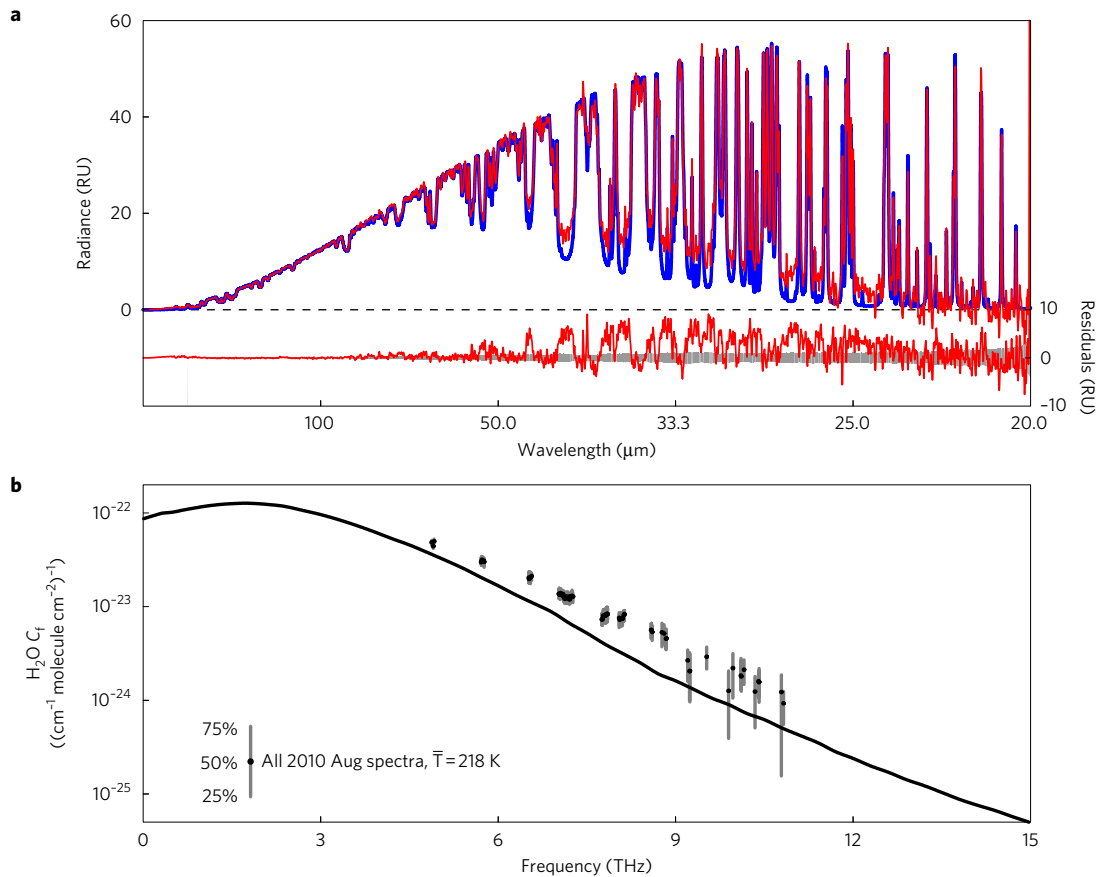 a
60
40
20
0
Radiance (RU)
10
0
−10
Residuals (RU)
100
50.0
33.3
25.0
20.0
Wavelength (μm)
b
10⁻²²
10⁻²³
10⁻²⁴
10⁻²⁵
H₂O C_f
((cm⁻¹ molecule cm⁻²)⁻¹)
75%
50%
25%
All 2010 Aug spectra, T̅ = 218 K
0
3
6
9
12
15
Frequency (THz)